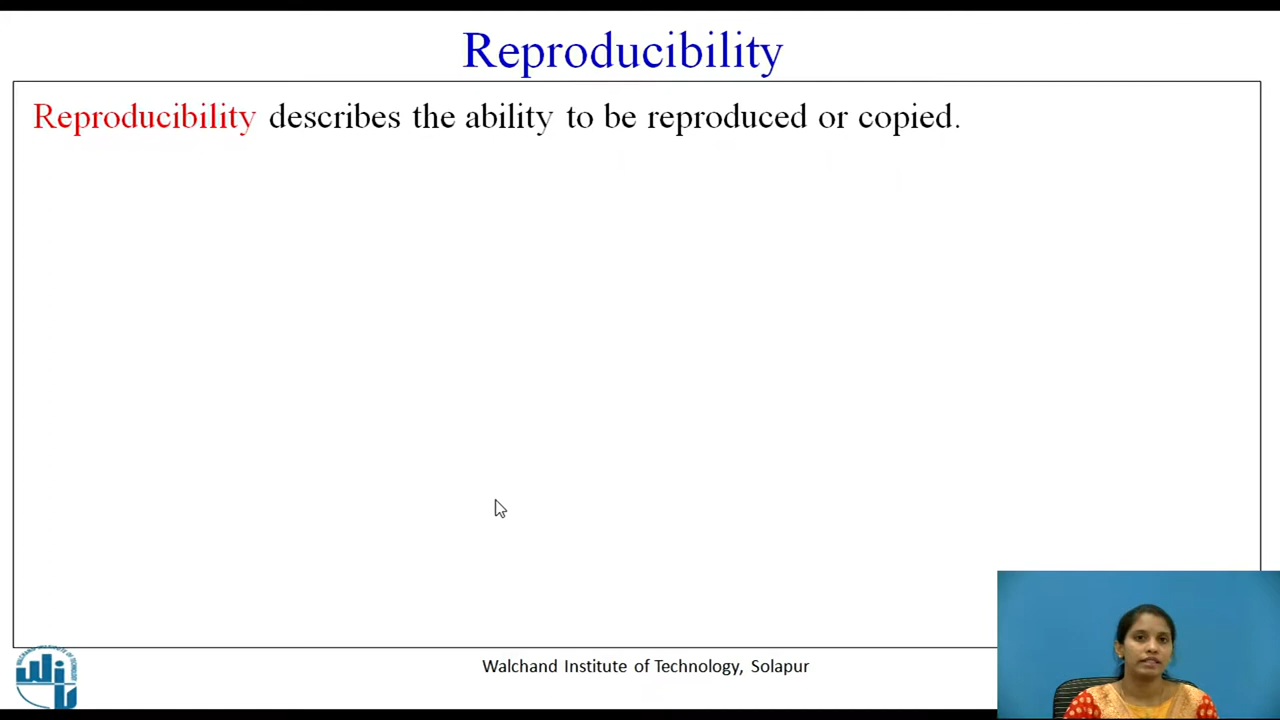 Reproducibility
Reproducibility describes the ability to be reproduced or copied.
Walchand Institute of Technology, Solapur